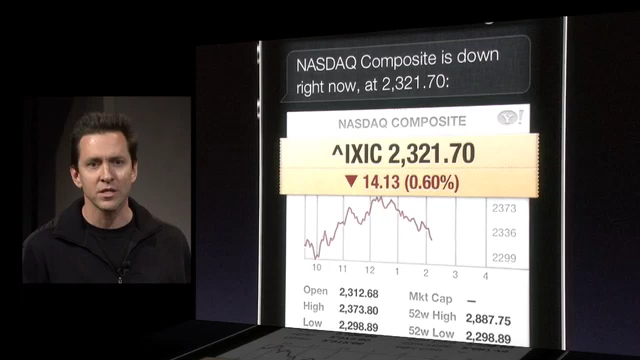 NASDAQ Composite is down
right now, at 2,321.70:
NASDAQ COMPOSITE
Y!
^IXIC 2,321.70
▼ 14.13 (0.60%)
2373
2336
2299
10 11 12 1 2 3 4
Open 2,312.68 Mkt Cap —
High 2,373.80 52w High 2,887.75
Low 2,298.89 52w Low 2,298.89